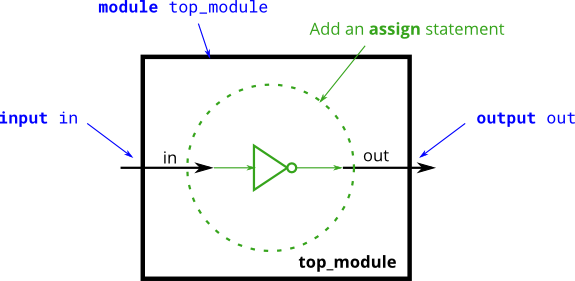 module top_module
Add an assign statement
input in
output out
in
out
top_module